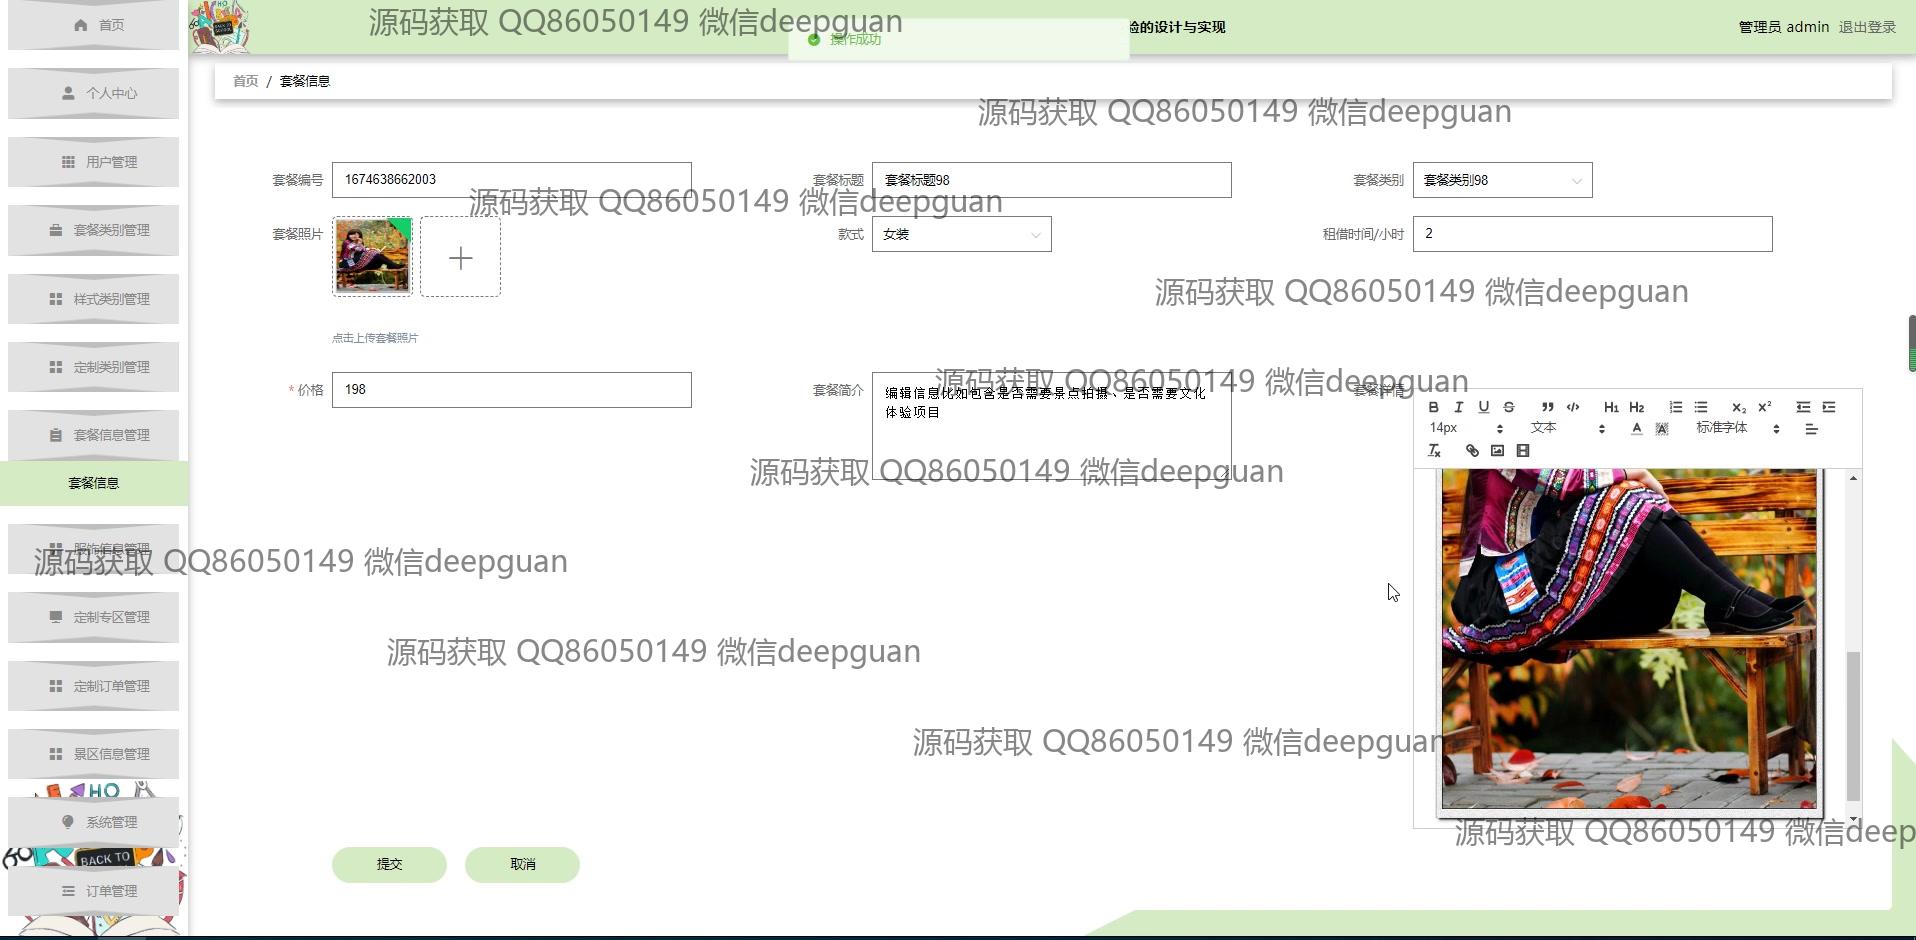 首页
源码获取 QQ86050149 微信deepguan
操作成功
验的设计与实现
管理员 admin 退出登录
首页 / 套餐信息
个人中心
源码获取 QQ86050149 微信deepguan
用户管理
套餐编号 1674638662003
套餐标题 套餐标题98
套餐类别 套餐类别98
源码获取 QQ86050149 微信deepguan
套餐类别管理
套餐照片
款式 女装
租借时间/小时 2
样式类别管理
源码获取 QQ86050149 微信deepguan
点击上传套餐照片
定制类别管理
* 价格 198
套餐简介 编辑信息比如包含是否需要景点拍摄、是否需要文化
体验项目
套餐详情
源码获取 QQ86050149 微信deepguan
B I U S H1 H2 X2 X2
14px 文本 A A 标准字体
Tx
套餐信息管理
源码获取 QQ86050149 微信deepguan
套餐信息
服饰信息管理
源码获取 QQ86050149 微信deepguan
定制专区管理
源码获取 QQ86050149 微信deepguan
定制订单管理
景区信息管理
源码获取 QQ86050149 微信deepguan
HO
系统管理
源码获取 QQ86050149 微信deep
BACK TO
提交 取消
订单管理